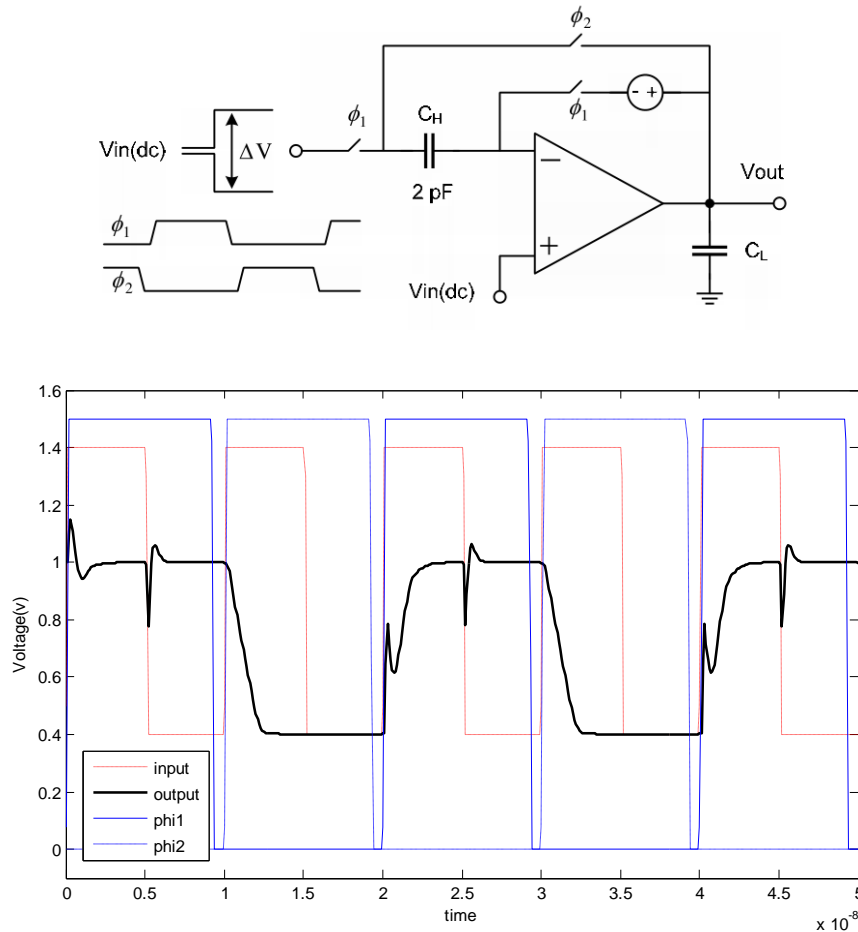 ϕ2
ϕ1
CH
- +
ϕ1
Vin(dc)
ΔV
−
2 pF
Vout
ϕ1
+
CL
ϕ2
Vin(dc)
1.6
1.4
1.2
1
0.8
0.6
0.4
0.2
0
Voltage(v)
input
output
phi1
phi2
0 0.5 1 1.5 2 2.5 3 3.5 4 4.5 5
time
x 10-8